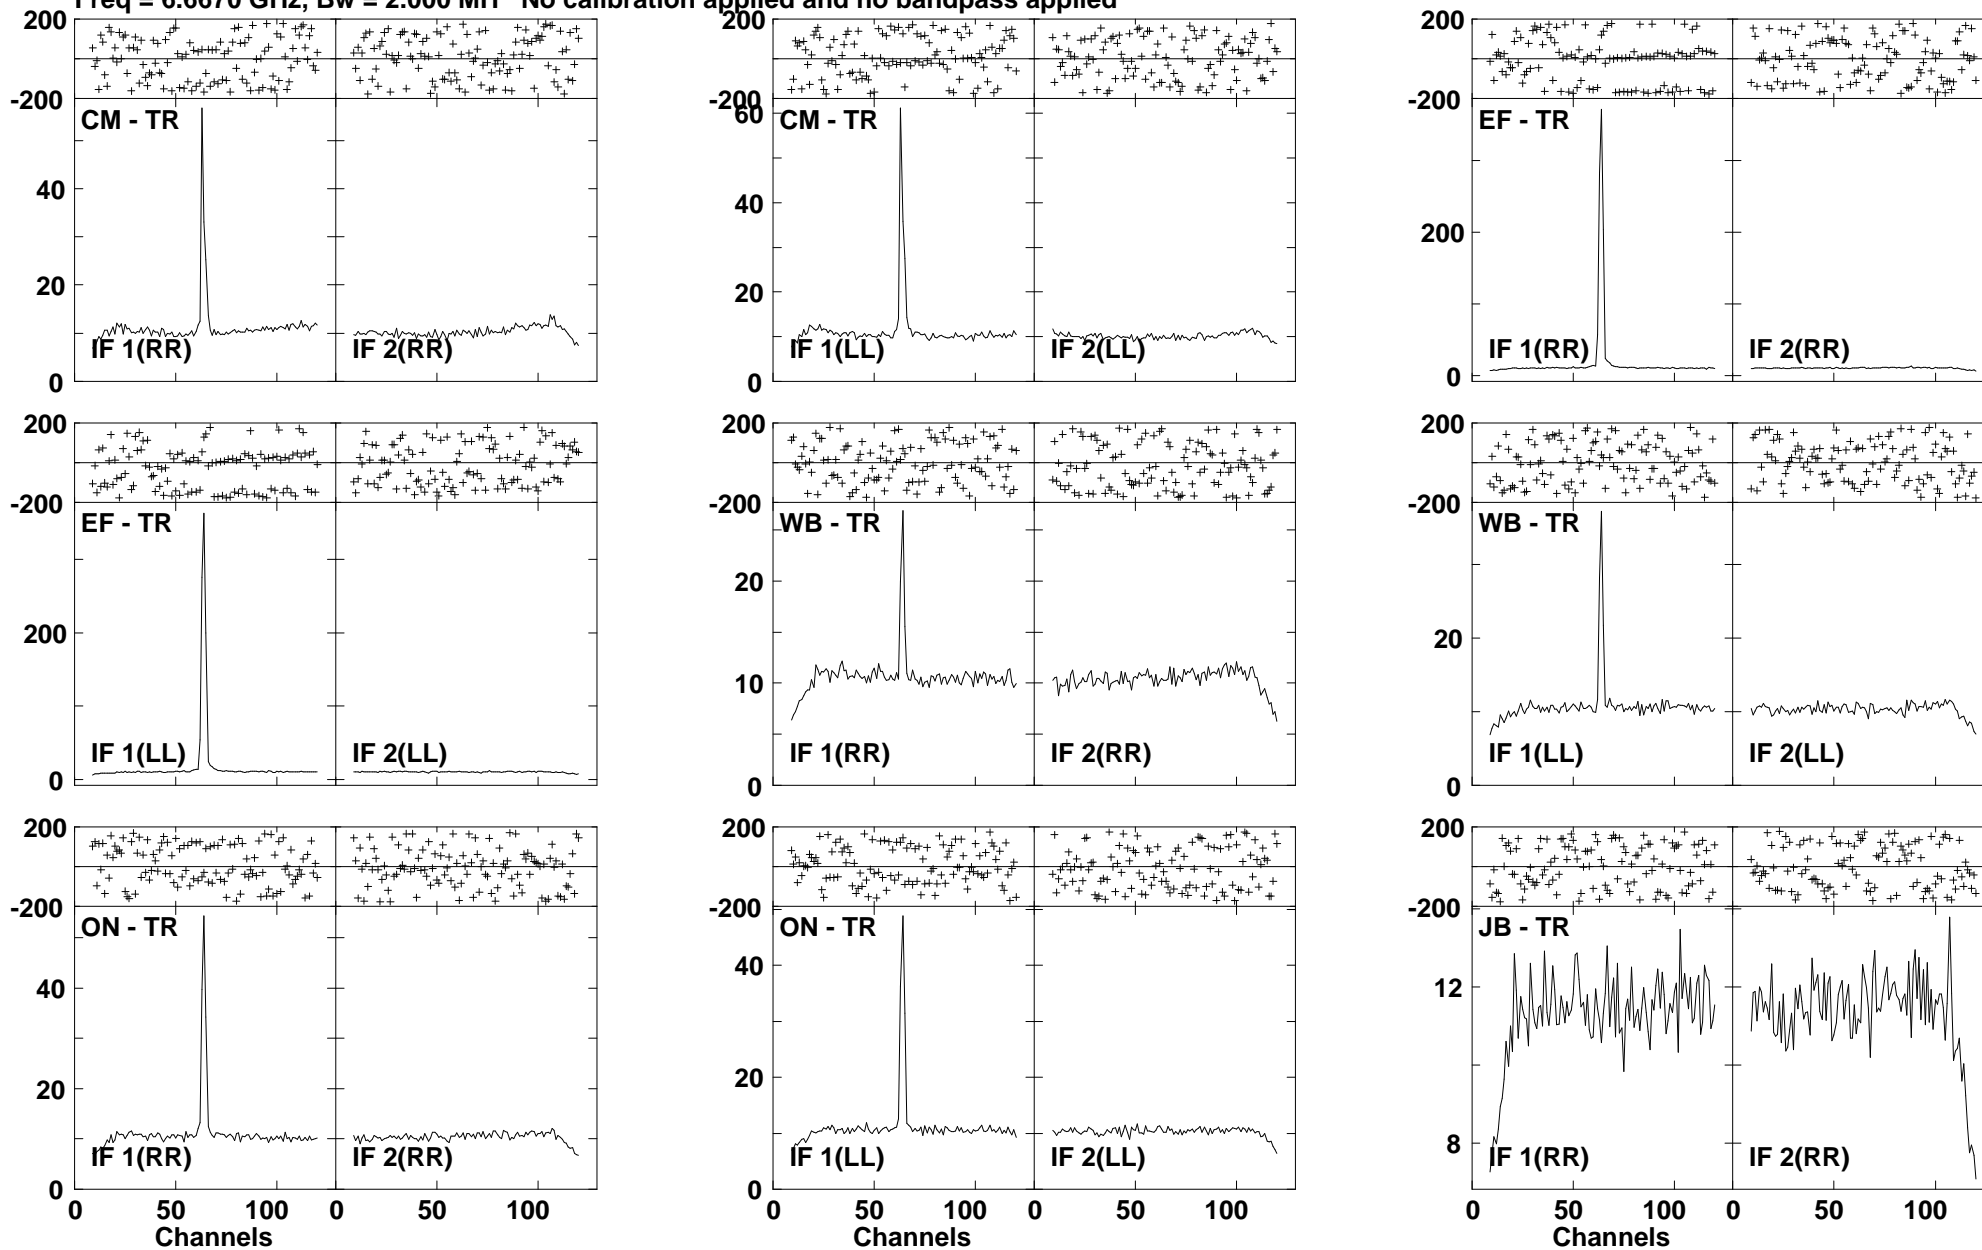 Freq = 6.6670 GHz, Bw = 2.000 MH No calibration applied and no bandpass applied
200 200 200
-200 -200 -200
CM - TR CM - TR EF - TR
60
40 40 200
20 20
IF 1(RR) IF 2(RR) IF 1(LL) IF 2(LL) IF 1(RR) IF 2(RR)
0 0 0
200 200 200
-200 -200 -200
EF - TR WB - TR WB - TR
200 20 20
10
IF 1(LL) IF 2(LL) IF 1(RR) IF 2(RR) IF 1(LL) IF 2(LL)
0 0 0
200 200 200
-200 -200 -200
ON - TR ON - TR JB - TR
40 40 12
20 20 8
IF 1(RR) IF 2(RR) IF 1(LL) IF 2(LL) IF 1(RR) IF 2(RR)
0 0
0 50 100 0 50 100 0 50 100 0 50 100 0 50 100 0 50 100
Channels Channels Channels